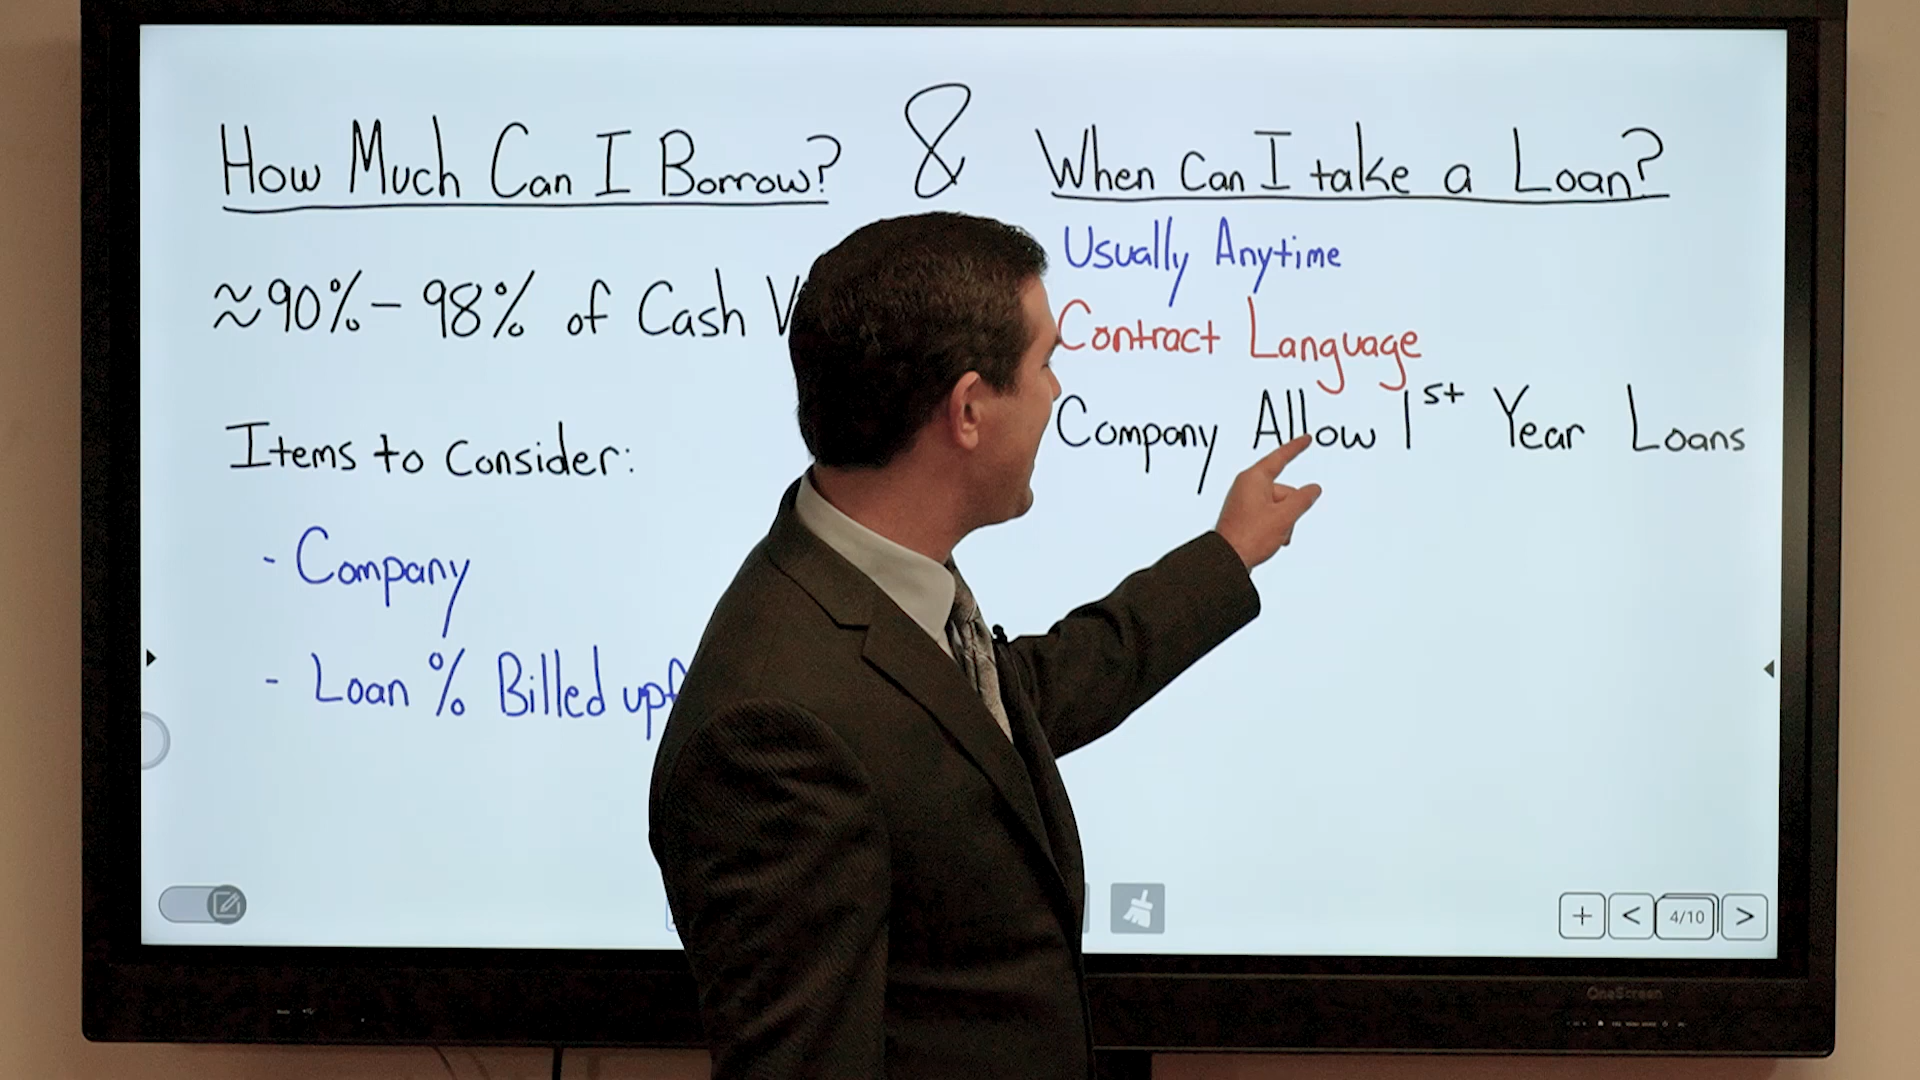 How Much Can I Borrow? & When Can I take a Loan?
≈90%-98% of Cash
Items to Consider:
- Company
- Loan % Billed
Usually Anytime
Contract Language
Company Allow 1st Year Loans
4/10
OneScreen